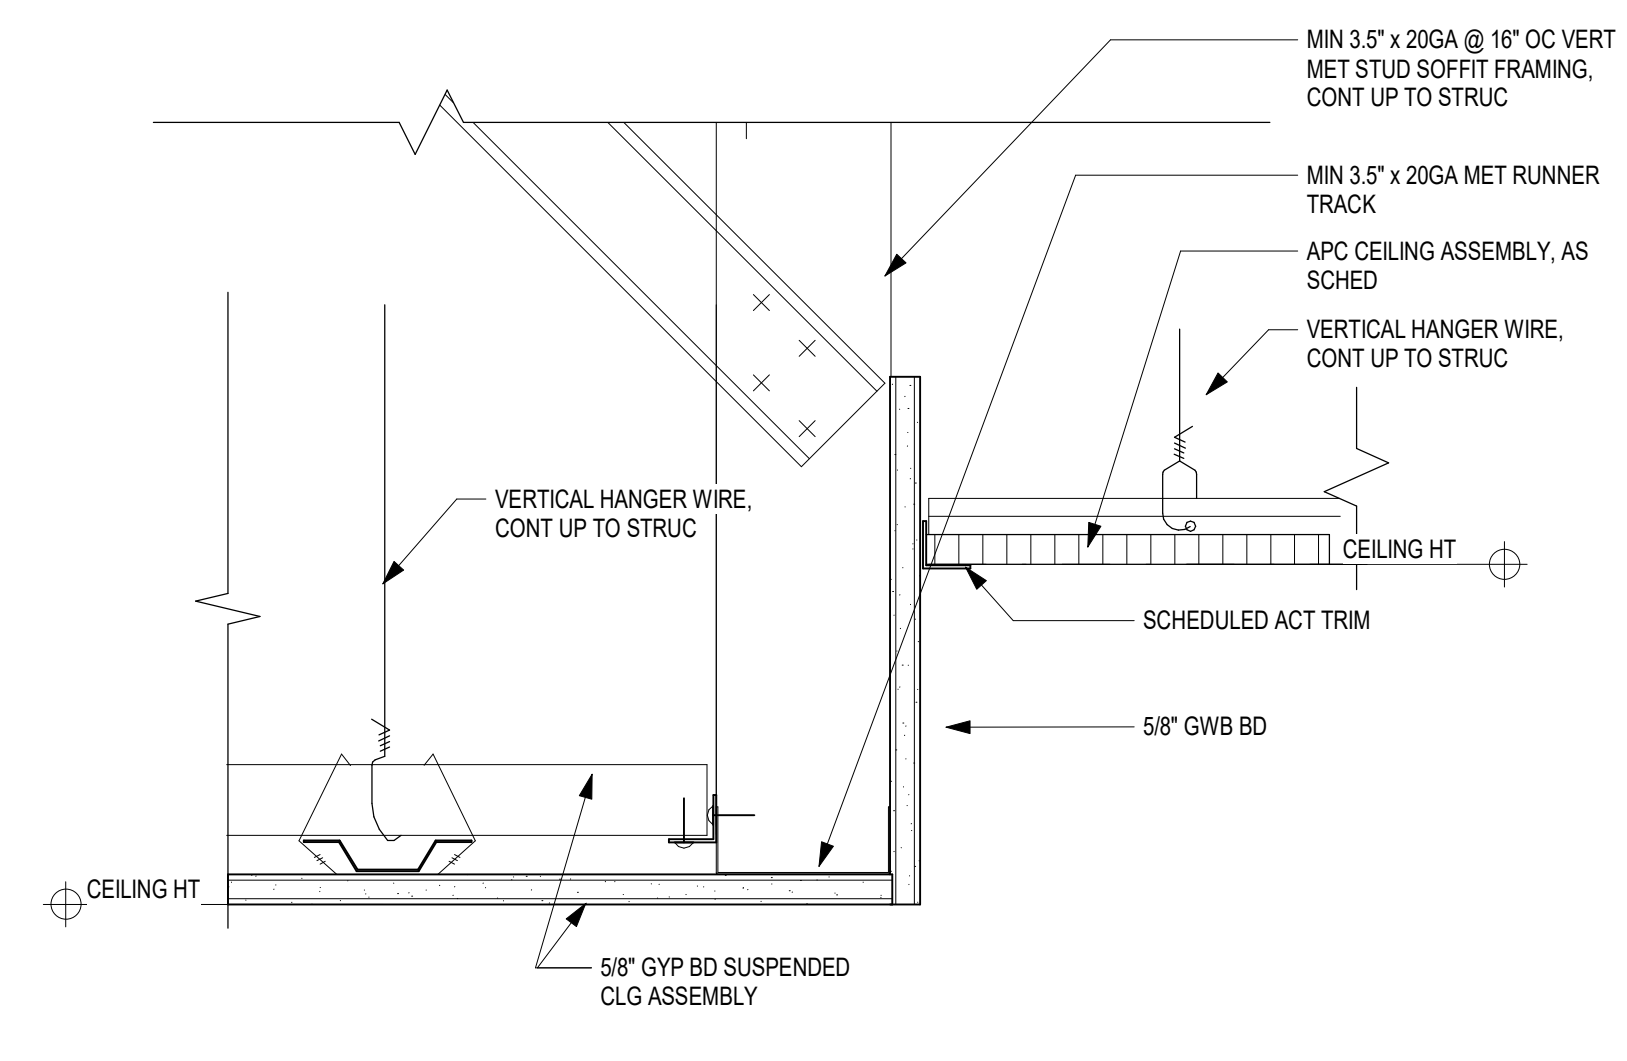 MIN 3.5" x 20GA @ 16" OC VERT
MET STUD SOFFIT FRAMING,
CONT UP TO STRUC
MIN 3.5" x 20GA MET RUNNER
TRACK
APC CEILING ASSEMBLY, AS
SCHED
VERTICAL HANGER WIRE,
CONT UP TO STRUC
VERTICAL HANGER WIRE,
CONT UP TO STRUC
CEILING HT
SCHEDULED ACT TRIM
5/8" GWB BD
CEILING HT
5/8" GYP BD SUSPENDED
CLG ASSEMBLY